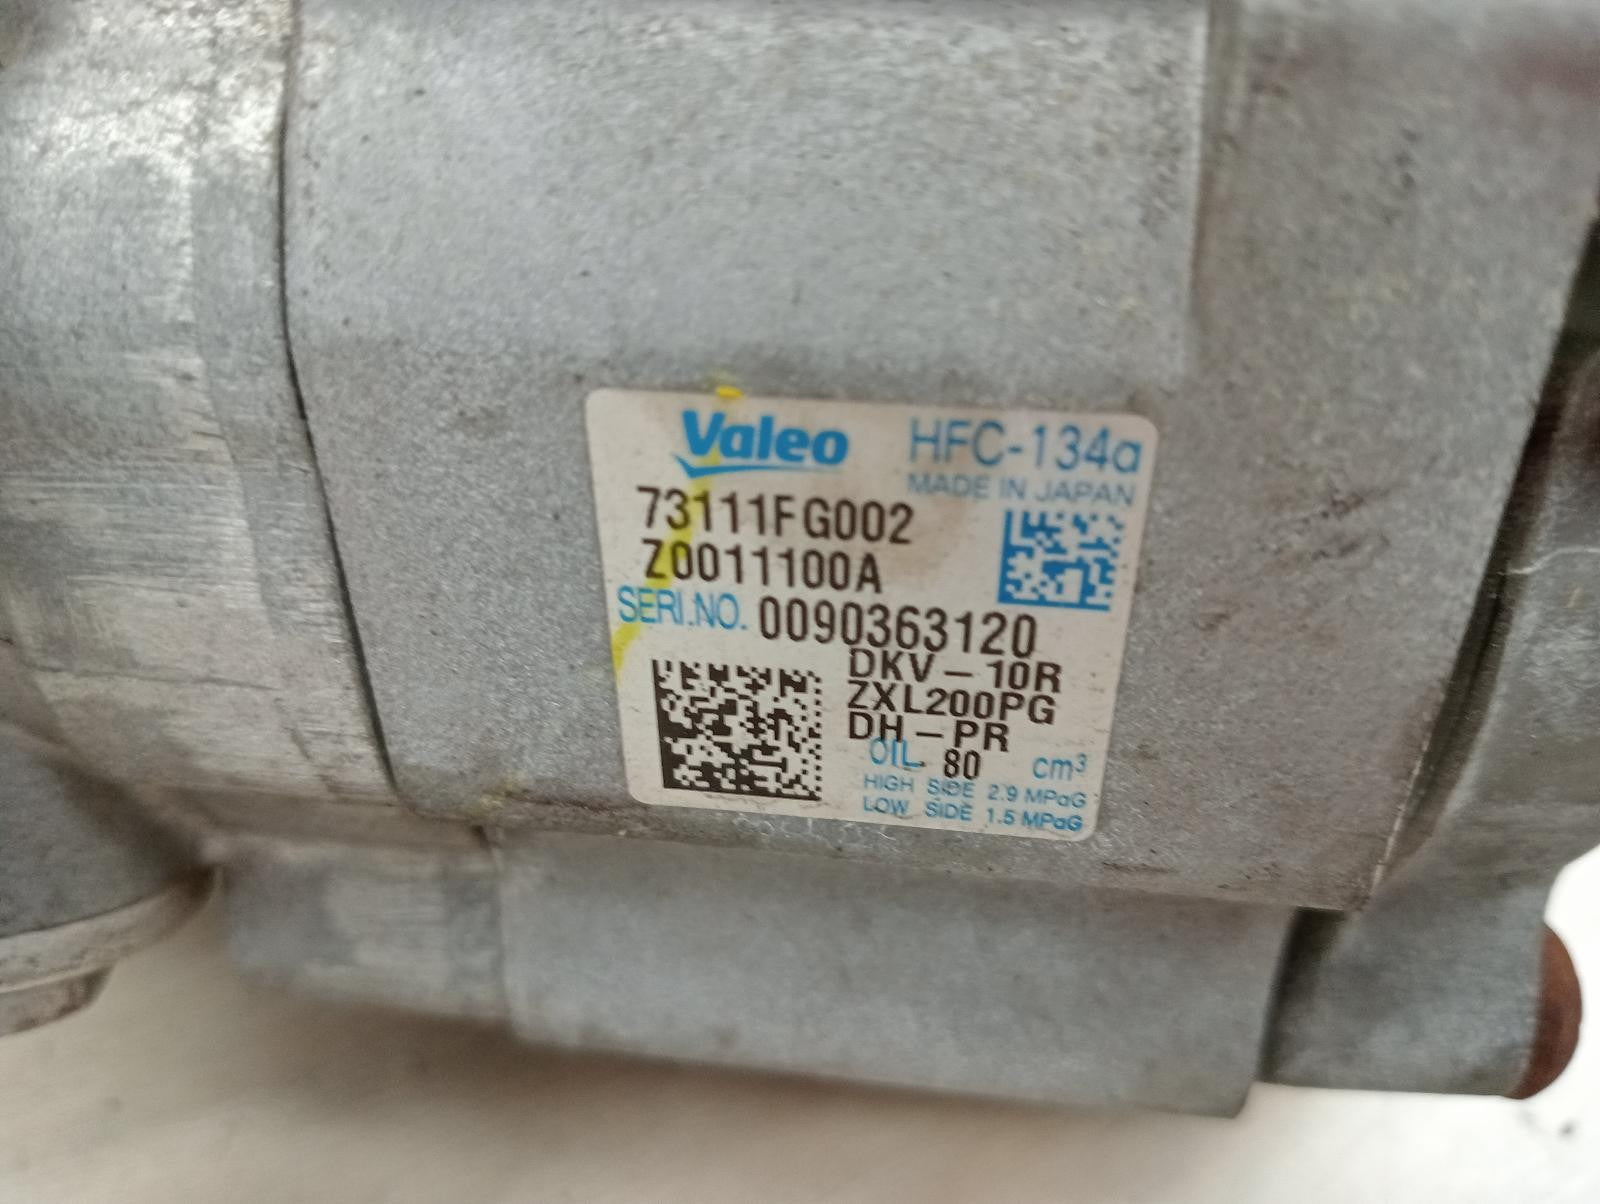 Valeo HFC-134a
MADE IN JAPAN
73111FG002
Z0011100A
SERI.NO. 0090363120
DKV-10R
ZXL200PG
DH-PR
OIL 80 cm³
HIGH SIDE 2.9 MPaG
LOW SIDE 1.5 MPaG